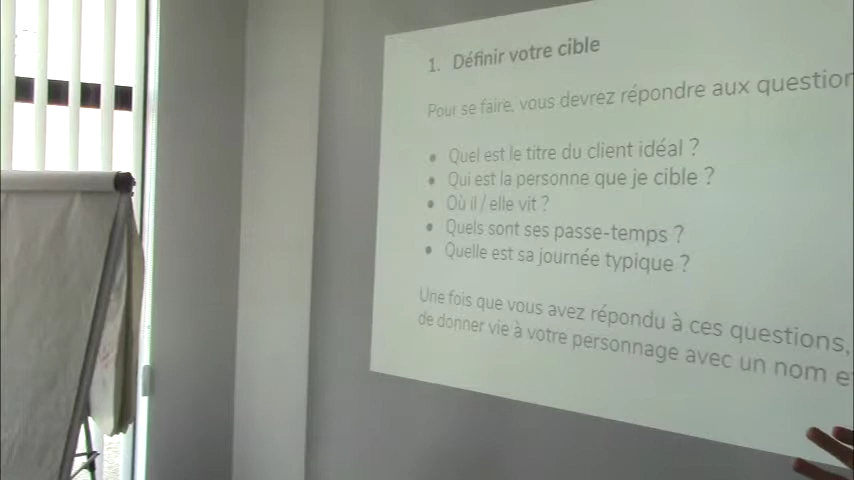 1. Définir votre cible
Pour se faire, vous devrez répondre aux question
• Quel est le titre du client idéal ?
• Qui est la personne que je cible ?
• Où il / elle vit ?
• Quels sont ses passe-temps ?
• Quelle est sa journée typique ?
Une fois que vous avez répondu à ces questions,
de donner vie à votre personnage avec un nom e